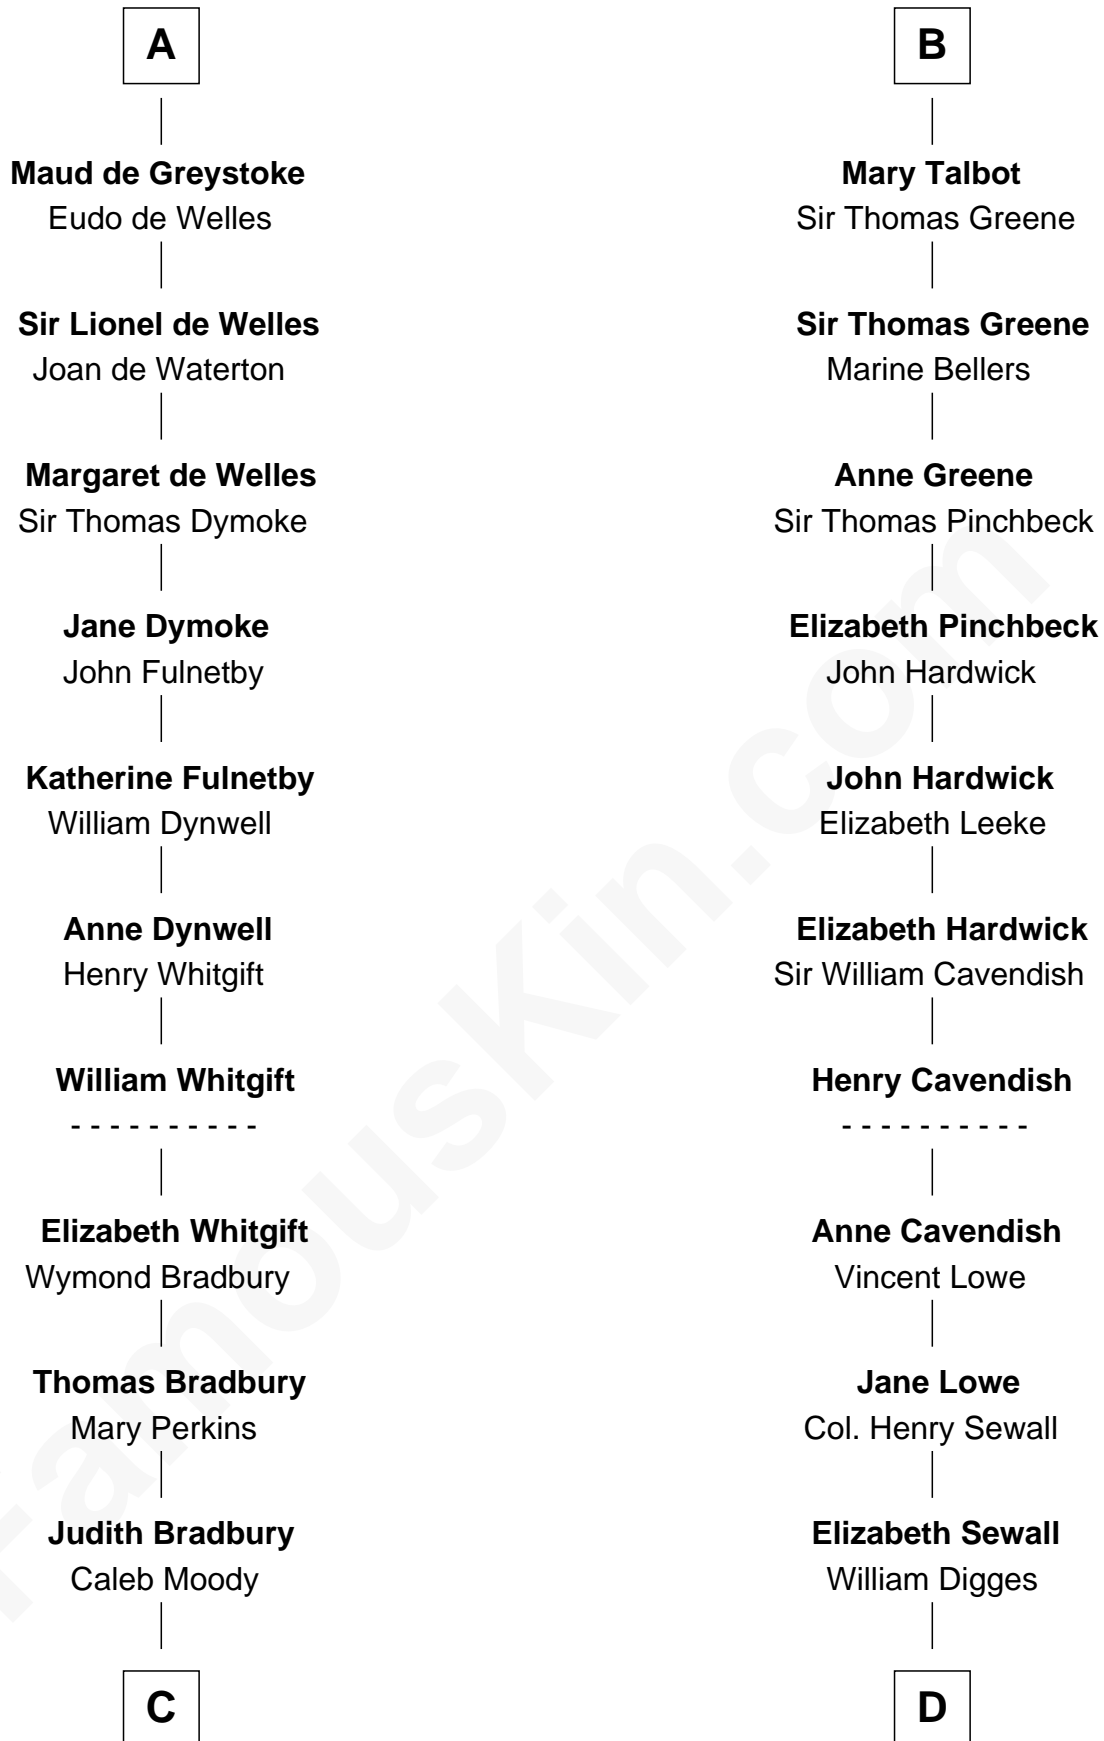 A
Maud de Greystoke
Eudo de Welles
Sir Lionel de Welles
Joan de Waterton
Margaret de Welles
Sir Thomas Dymoke
Jane Dymoke
John Fulnetby
Katherine Fulnetby
William Dynwell
Anne Dynwell
Henry Whitgift
William Whitgift
- - - - - - - - - -
Elizabeth Whitgift
Wymond Bradbury
Thomas Bradbury
Mary Perkins
Judith Bradbury
Caleb Moody
C
B
Mary Talbot
Sir Thomas Greene
Sir Thomas Greene
Marine Bellers
Anne Greene
Sir Thomas Pinchbeck
Elizabeth Pinchbeck
John Hardwick
John Hardwick
Elizabeth Leeke
Elizabeth Hardwick
Sir William Cavendish
Henry Cavendish
- - - - - - - - - -
Anne Cavendish
Vincent Lowe
Jane Lowe
Col. Henry Sewall
Elizabeth Sewall
William Digges
D
FamousKin.com